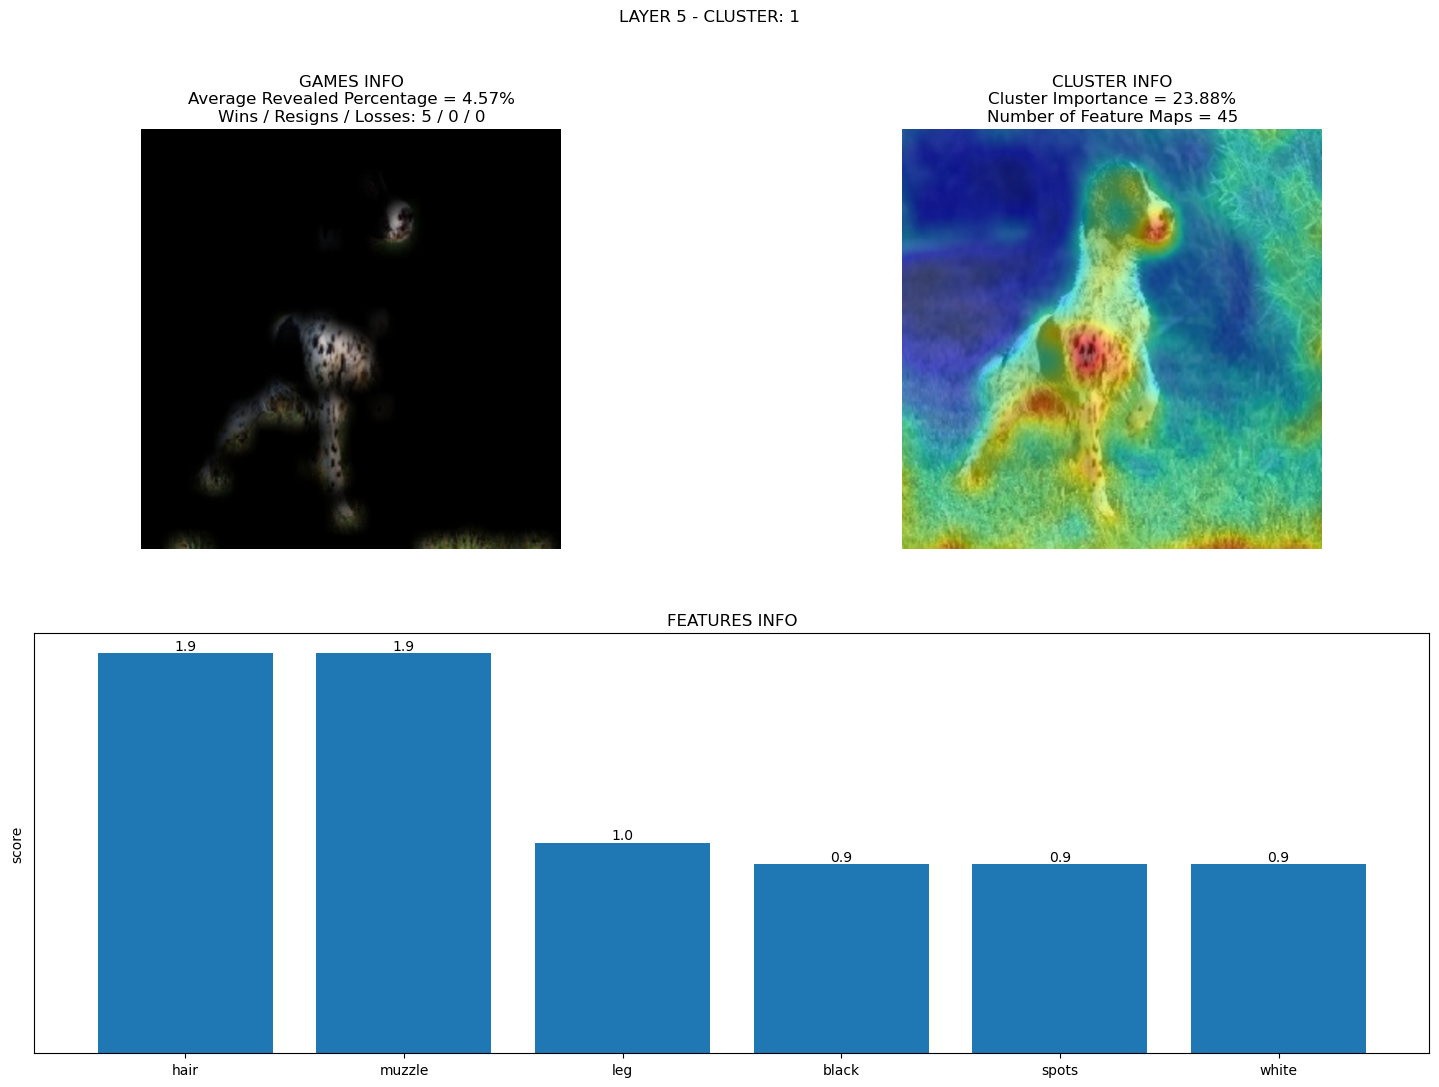 LAYER 5 - CLUSTER: 1
GAMES INFO
Average Revealed Percentage = 4.57%
Wins / Resigns / Losses: 5 / 0 / 0
CLUSTER INFO
Cluster Importance = 23.88%
Number of Feature Maps = 45
FEATURES INFO
score
1.9
1.9
1.0
0.9
0.9
0.9
hair
muzzle
leg
black
spots
white